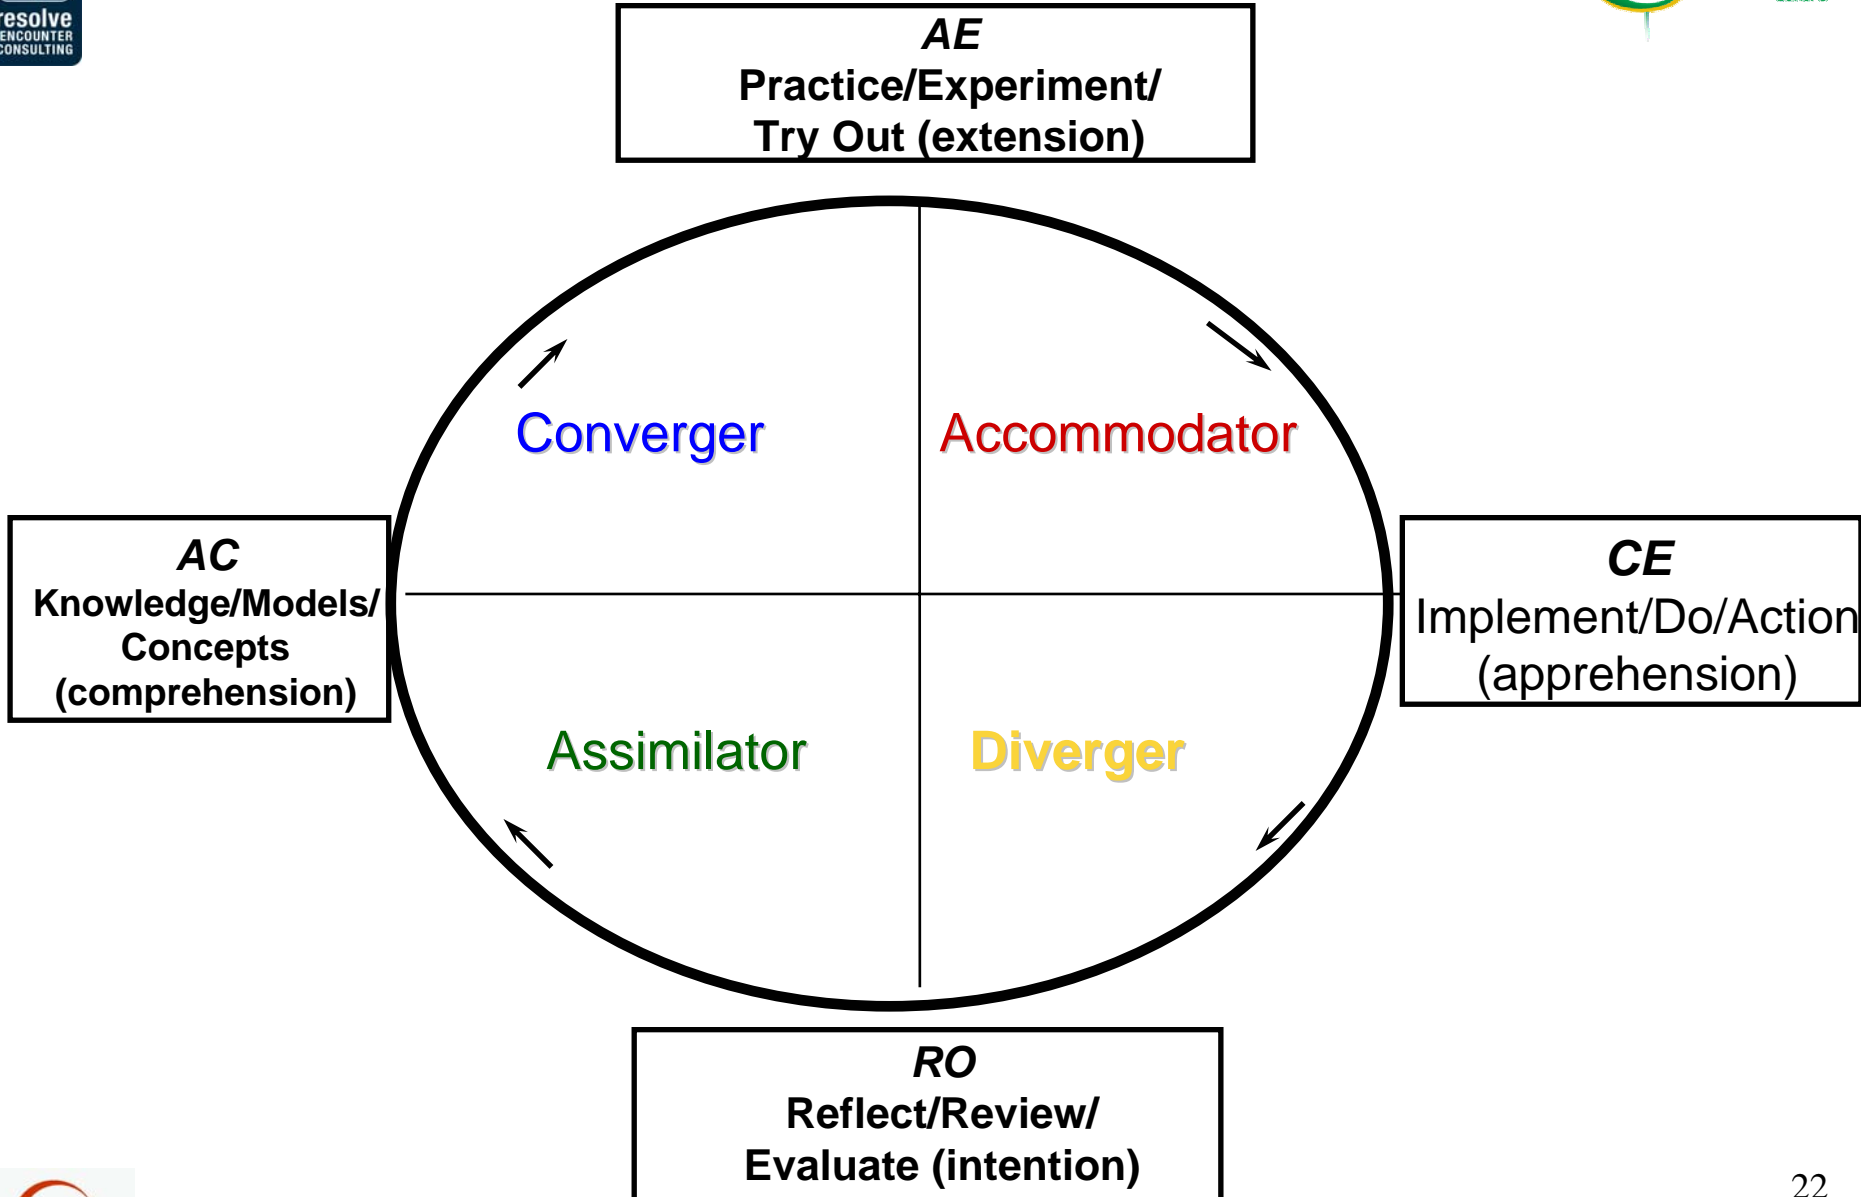 resolve
ENCOUNTER
CONSULTING
AE
Practice/Experiment/
Try Out (extension)
Converger
Accommodator
AC
Knowledge/Models/
Concepts
(comprehension)
CE
Implement/Do/Action
(apprehension)
Assimilator
Diverger
RO
Reflect/Review/
Evaluate (intention)
22